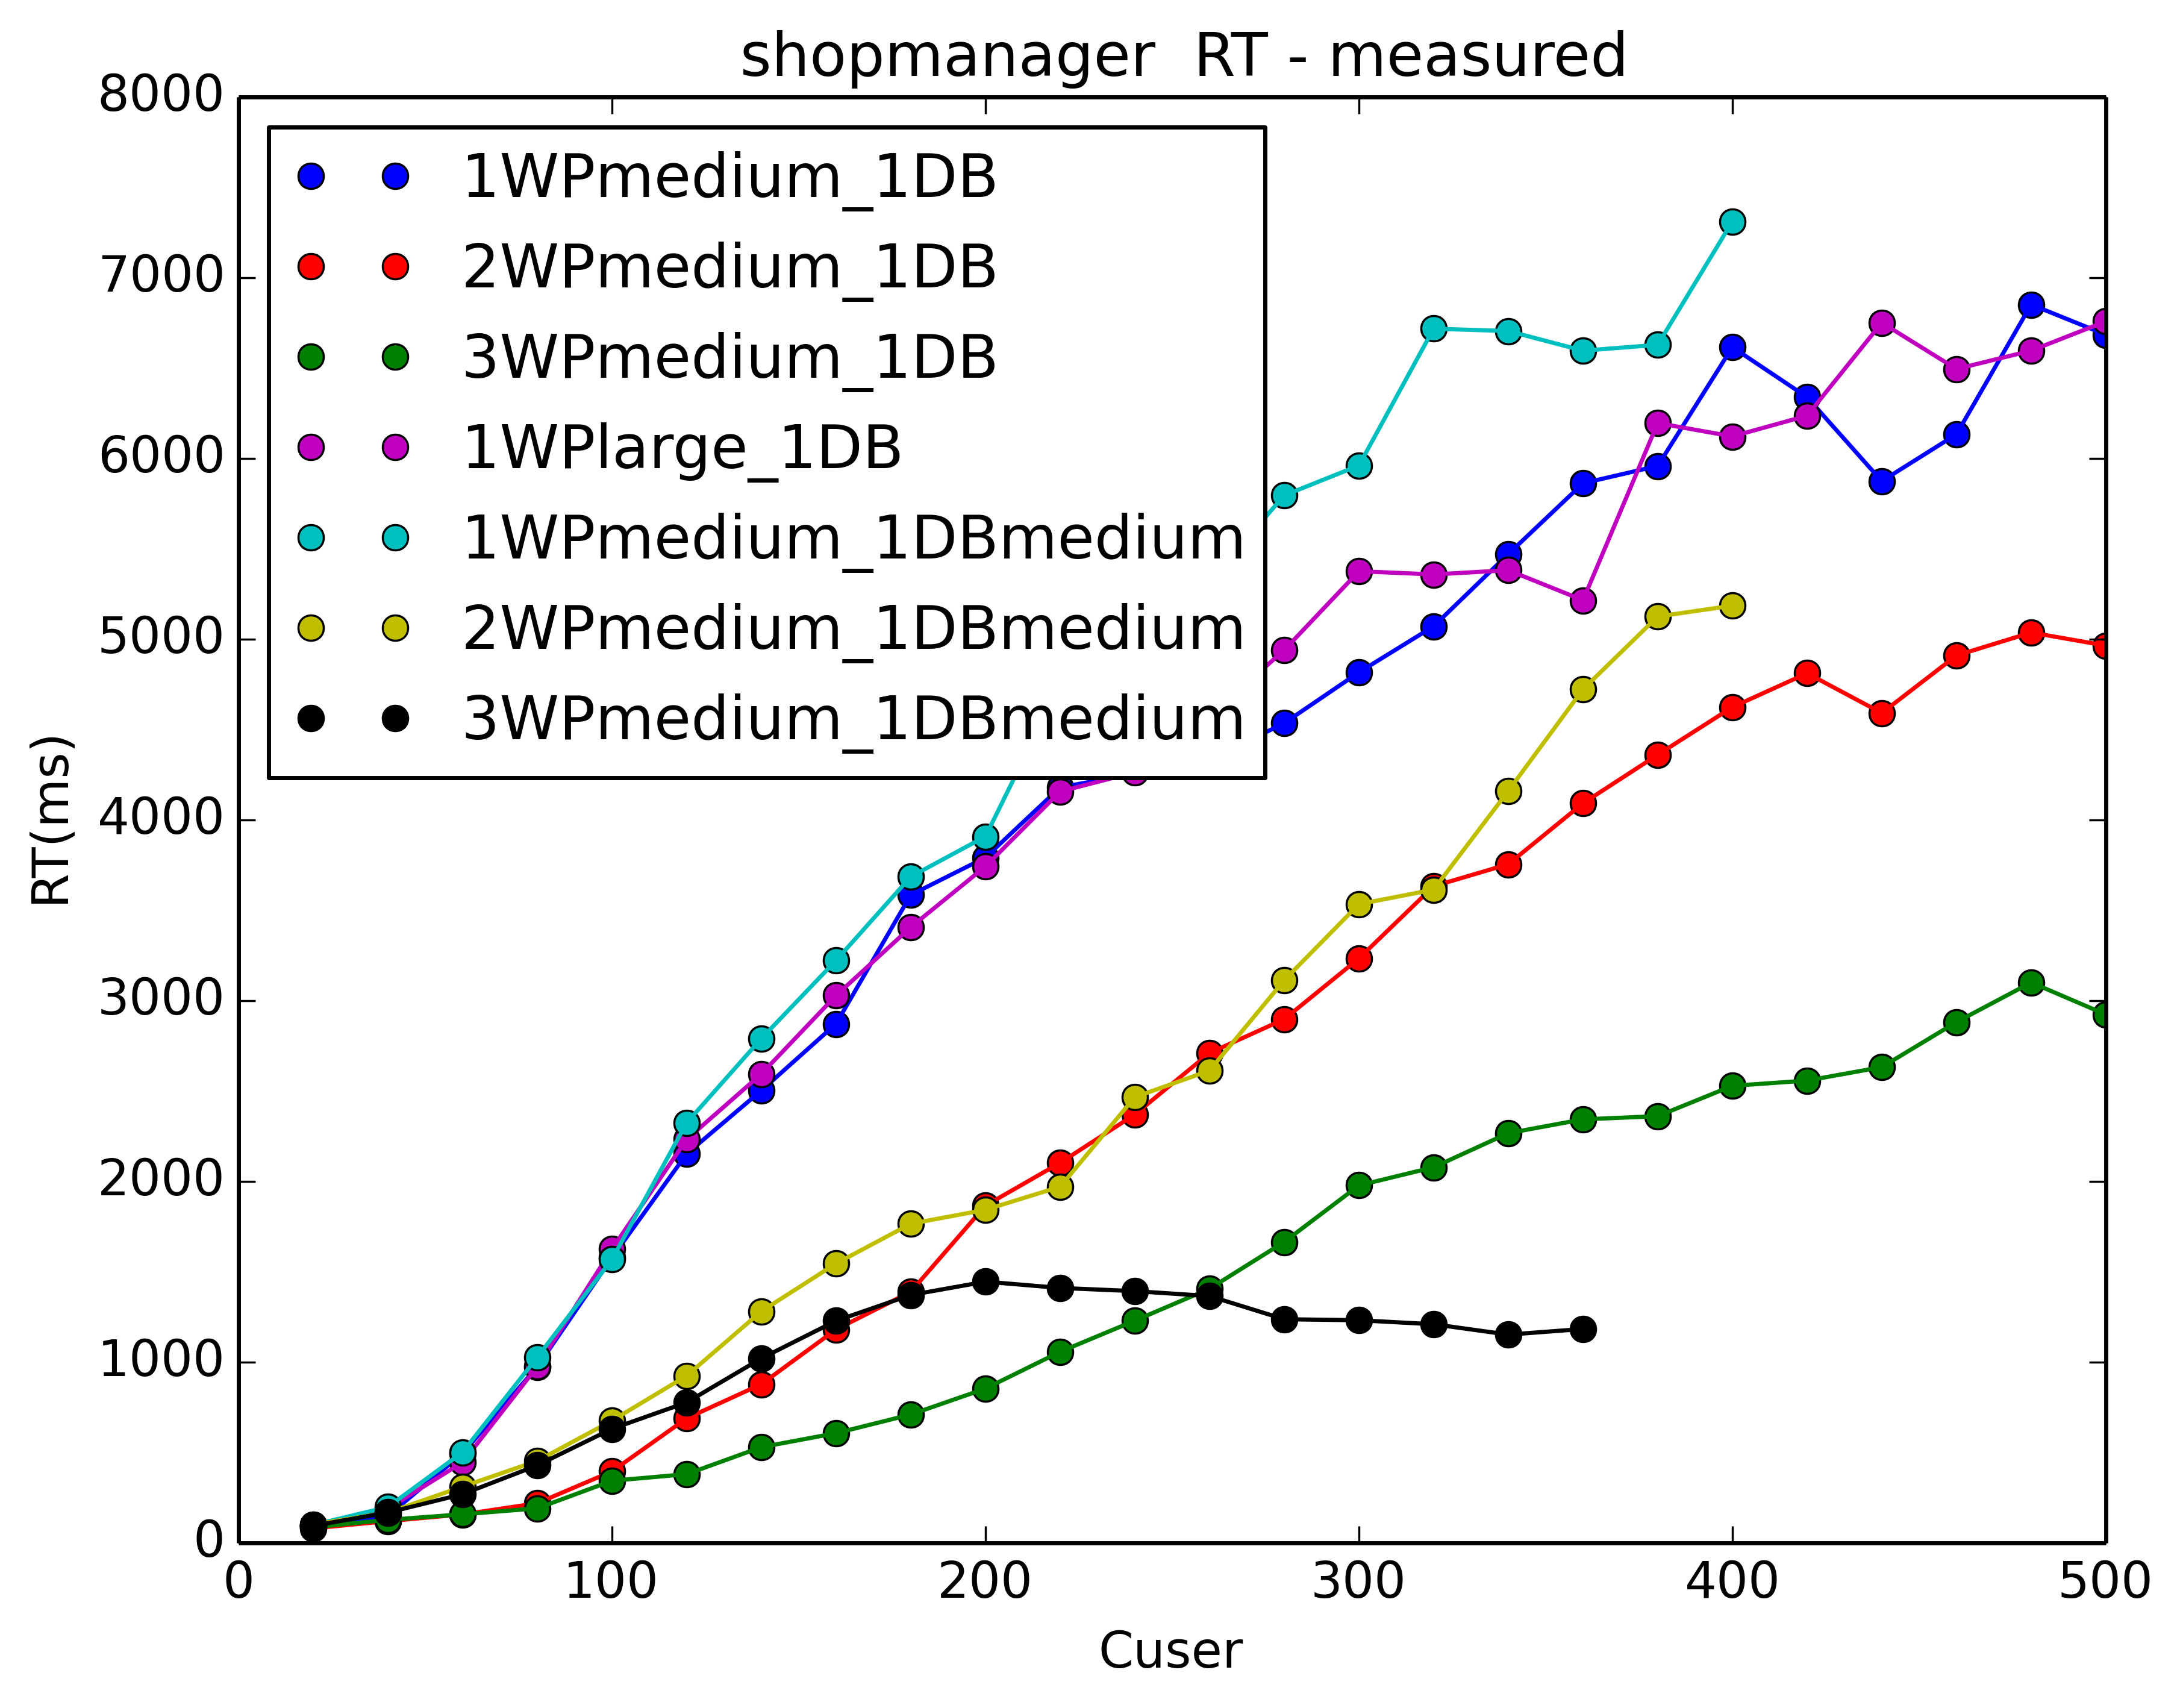 shopmanager RT - measured
8000
7000
6000
5000
4000
3000
2000
1000
0
RT(ms)
1WPmedium_1DB
2WPmedium_1DB
3WPmedium_1DB
1WPlarge_1DB
1WPmedium_1DBmedium
2WPmedium_1DBmedium
3WPmedium_1DBmedium
0 100 200 300 400 500
Cuser